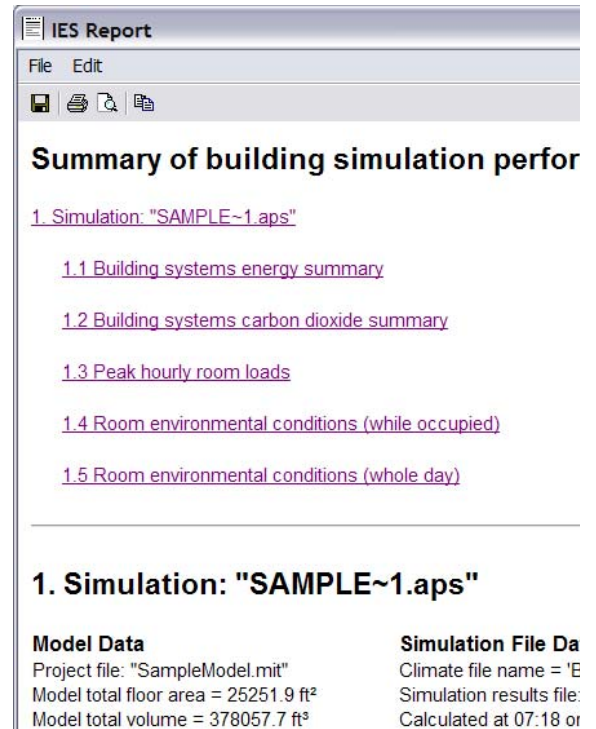 IES Report
File Edit
Summary of building simulation perfor
1. Simulation: "SAMPLE~1.aps"
1.1 Building systems energy summary
1.2 Building systems carbon dioxide summary
1.3 Peak hourly room loads
1.4 Room environmental conditions (while occupied)
1.5 Room environmental conditions (whole day)
1. Simulation: "SAMPLE~1.aps"
Model Data
Project file: "SampleModel.mit"
Model total floor area = 25251.9 ft²
Model total volume = 378057.7 ft³
Simulation File Da
Climate file name = 'B
Simulation results file:
Calculated at 07:18 or